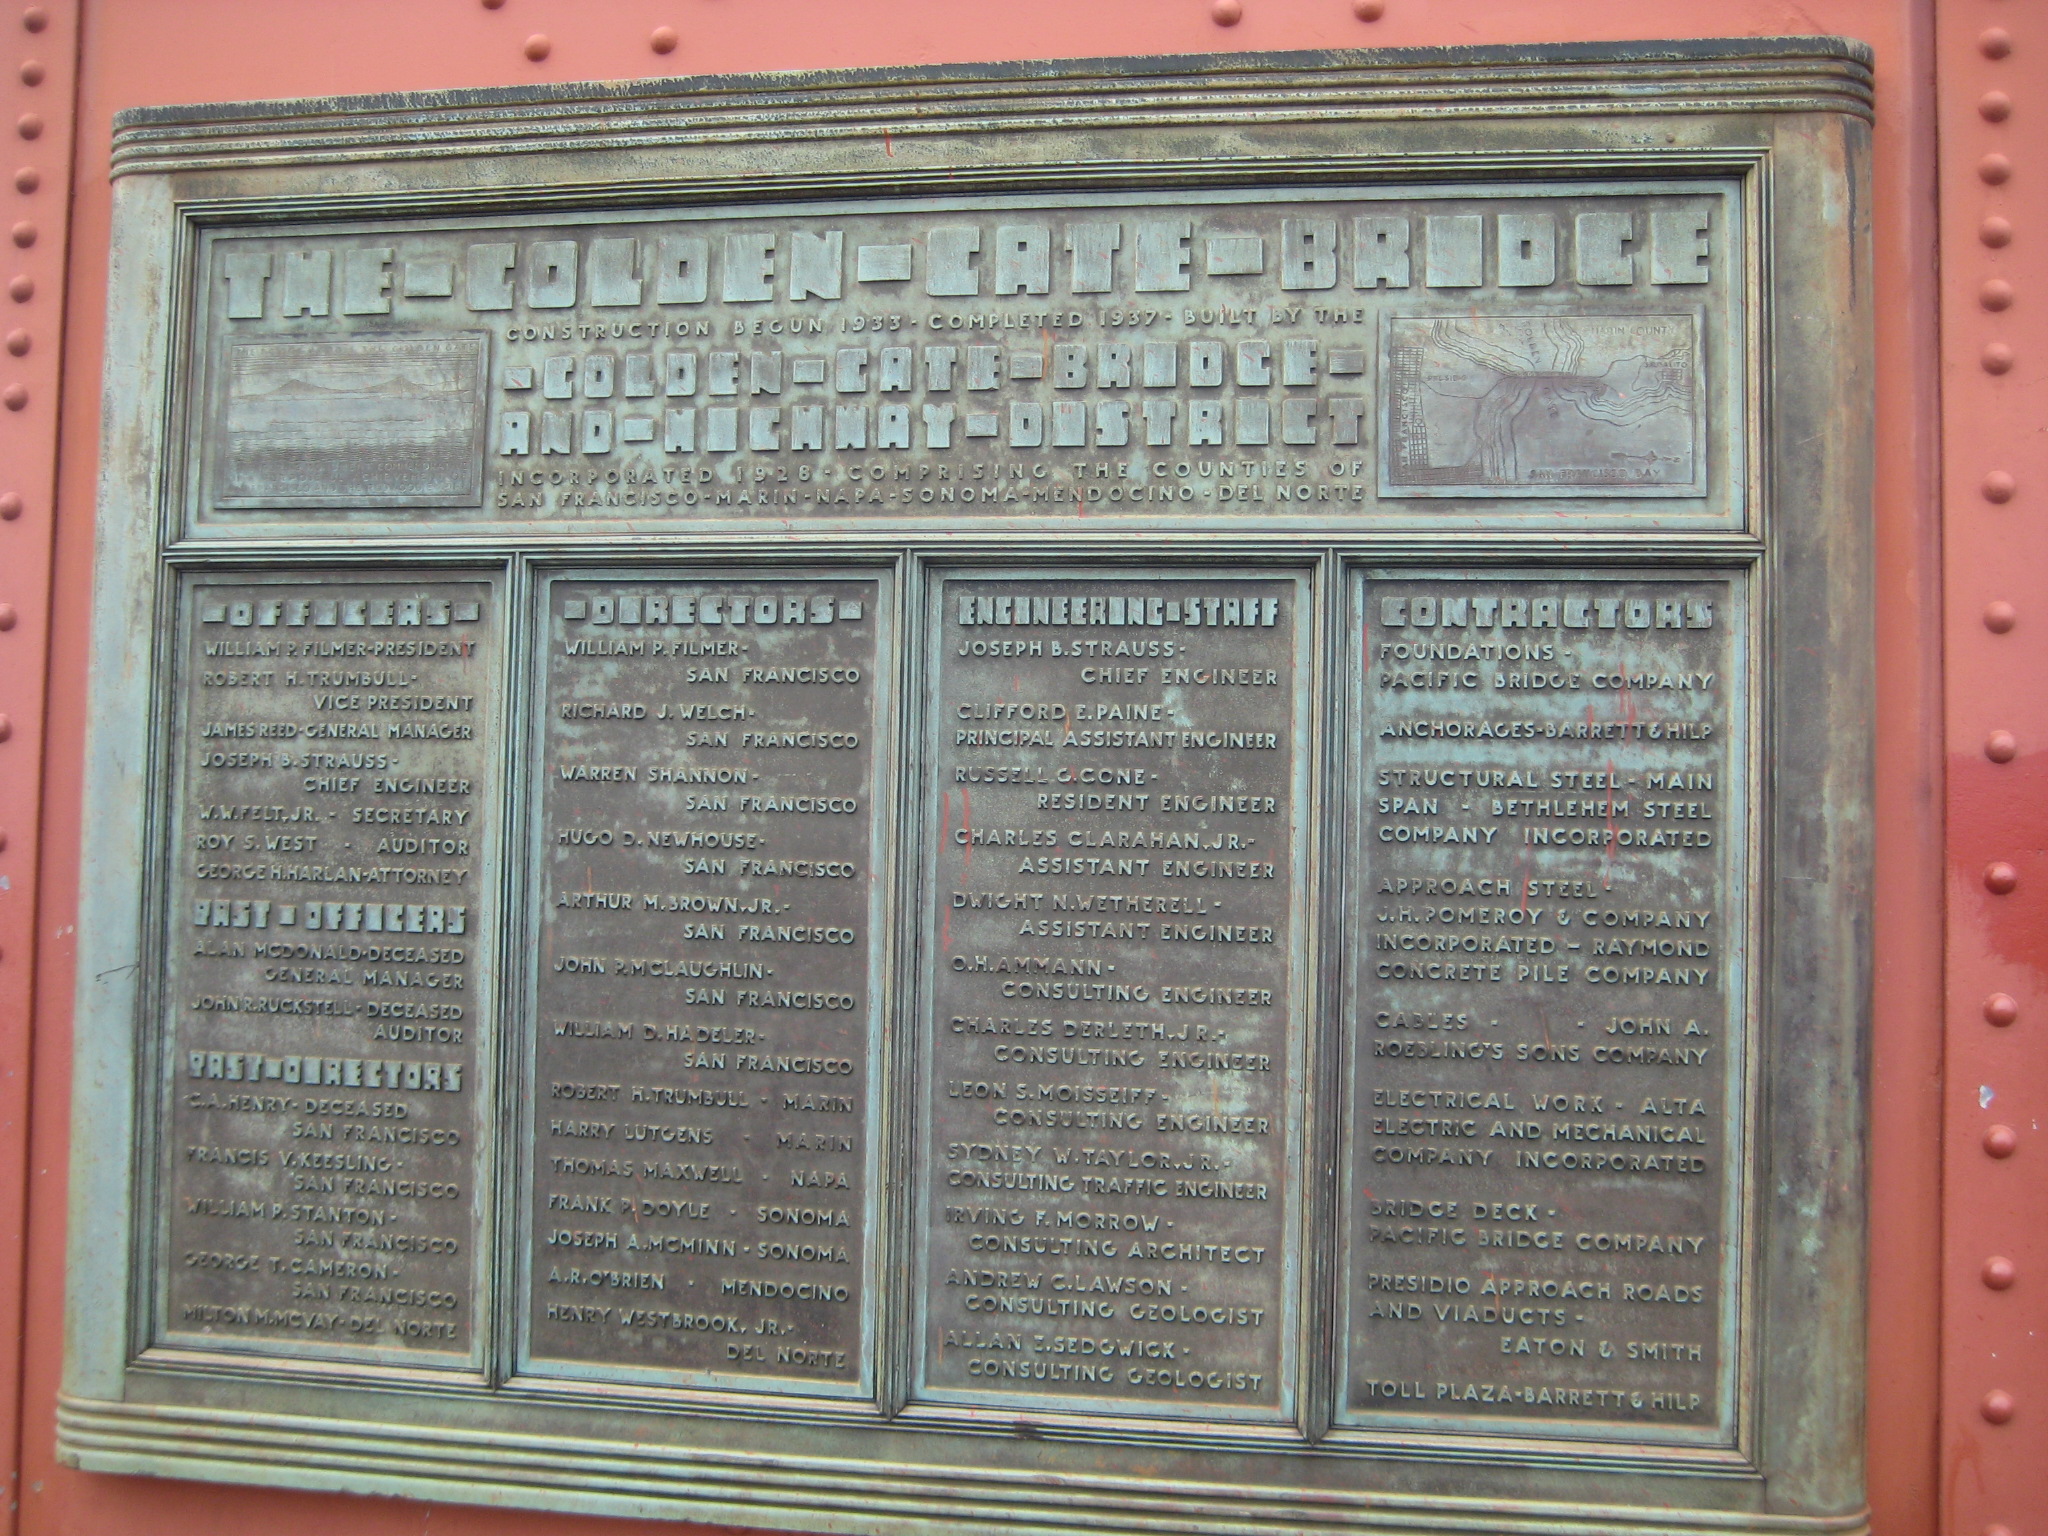 THE-GOLDEN-GATE-BRIDGE
CONSTRUCTION BEGUN 1933 - COMPLETED 1937 - BUILT BY THE
-GOLDEN-GATE-BRIDGE-
AND-HIGHWAY-DISTRICT
INCORPORATED 1928 - COMPRISING THE COUNTIES OF
SAN FRANCISCO-MARIN-NAPA-SONOMA-MENDOCINO-DEL NORTE
MARIN COUNTY
SAUSALITO
PRESIDIO
SAN FRANCISCO
SAN FRANCISCO BAY
-OFFICERS-
WILLIAM P. FILMER-PRESIDENT
ROBERT H. TRUMBULL-
VICE PRESIDENT
JAMES REED-GENERAL MANAGER
JOSEPH B. STRAUSS-
CHIEF ENGINEER
W.W. FELT, JR. - SECRETARY
ROY S. WEST - AUDITOR
GEORGE H. HARLAN-ATTORNEY
PAST-OFFICERS
ALAN MCDONALD-DECEASED
GENERAL MANAGER
JOHN R. RUCKSTELL-DECEASED
AUDITOR
PAST-DIRECTORS
C.A. HENRY-DECEASED
SAN FRANCISCO
FRANCIS V. KEESLING-
SAN FRANCISCO
WILLIAM P. STANTON-
SAN FRANCISCO
GEORGE T. CAMERON-
SAN FRANCISCO
MILTON M. MCVAY-DEL NORTE
-DIRECTORS-
WILLIAM P. FILMER-
SAN FRANCISCO
RICHARD J. WELCH-
SAN FRANCISCO
WARREN SHANNON-
SAN FRANCISCO
HUGO D. NEWHOUSE-
SAN FRANCISCO
ARTHUR M. BROWN, JR.-
SAN FRANCISCO
JOHN P. MCLAUGHLIN-
SAN FRANCISCO
WILLIAM D. HADELER-
SAN FRANCISCO
ROBERT H. TRUMBULL - MARIN
HARRY LUTGENS - MARIN
THOMAS MAXWELL - NAPA
FRANK P. DOYLE - SONOMA
JOSEPH A. MCMINN - SONOMA
A.R. O'BRIEN - MENDOCINO
HENRY WESTBROOK, JR.-
DEL NORTE
ENGINEERING-STAFF
JOSEPH B. STRAUSS-
CHIEF ENGINEER
CLIFFORD E. PAINE-
PRINCIPAL ASSISTANT ENGINEER
RUSSELL G. CONE-
RESIDENT ENGINEER
CHARLES CLARAHAN, JR.-
ASSISTANT ENGINEER
DWIGHT N. WETHERELL-
ASSISTANT ENGINEER
O.H. AMMANN-
CONSULTING ENGINEER
CHARLES DERLETH, JR.-
CONSULTING ENGINEER
LEON S. MOISSEIFF-
CONSULTING ENGINEER
SYDNEY W. TAYLOR, JR.-
CONSULTING TRAFFIC ENGINEER
IRVING F. MORROW-
CONSULTING ARCHITECT
ANDREW C. LAWSON-
CONSULTING GEOLOGIST
ALLAN E. SEDGWICK-
CONSULTING GEOLOGIST
CONTRACTORS
FOUNDATIONS -
PACIFIC BRIDGE COMPANY
ANCHORAGES-BARRETT & HILP
STRUCTURAL STEEL - MAIN
SPAN - BETHLEHEM STEEL
COMPANY INCORPORATED
APPROACH STEEL-
J.H. POMEROY & COMPANY
INCORPORATED - RAYMOND
CONCRETE PILE COMPANY
CABLES - - JOHN A.
ROEBLING'S SONS COMPANY
ELECTRICAL WORK - ALTA
ELECTRIC AND MECHANICAL
COMPANY INCORPORATED
BRIDGE DECK -
PACIFIC BRIDGE COMPANY
PRESIDIO APPROACH ROADS
AND VIADUCTS -
EATON & SMITH
TOLL PLAZA-BARRETT & HILP